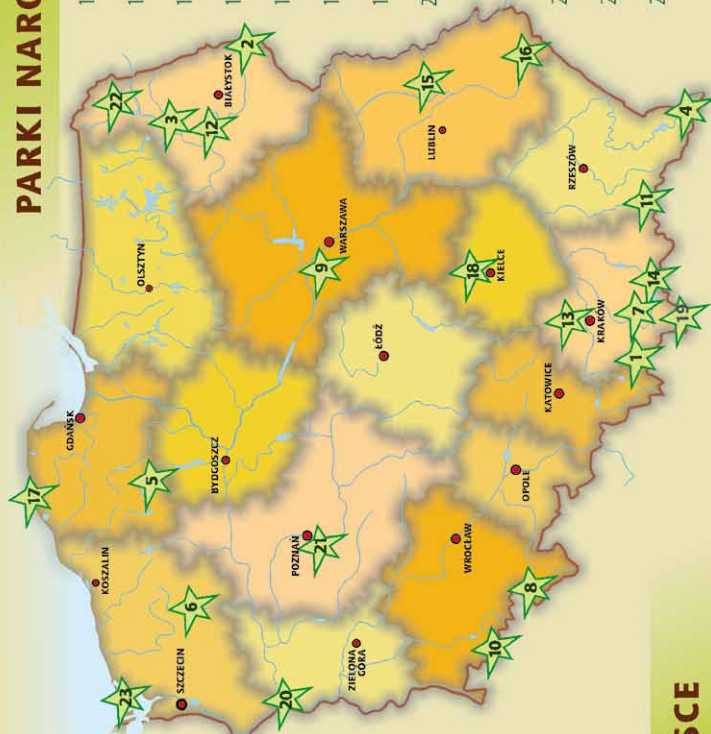 PARKI NARO
SCE
17
GDAŃSK
KOSZALIN
23
SZCZECIN
6
5
OLSZTYN
22
3
12
BIAŁYSTOK
2
BYDGOSZCZ
20
POZNAŃ
21
ZIELONA
GÓRA
9
WARSZAWA
ŁÓDŹ
15
LUBLIN
16
WROCŁAW
10
8
OPOLE
KATOWICE
18
KIELCE
13
KRAKÓW
RZESZÓW
1
7
14
19
11
4